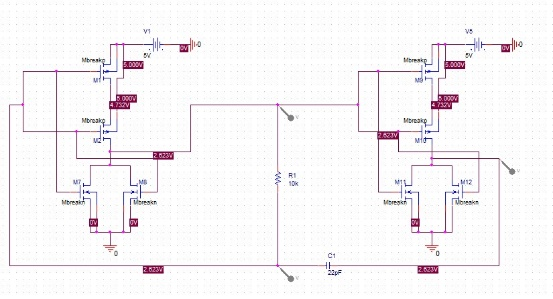 V1
5V
0V
0
Mbreakp
M1
5.000V
5.000V
4.732V
Mbreakp
M2
2.623V
M7
Mbreakn
M8
Mbreakn
0V
0V
0
R1
10k
V
V
2.623V
C1
22pF
2.623V
V5
5V
0V
0
Mbreakp
M9
5.000V
5.000V
4.732V
Mbreakp
M10
2.623V
V
M11
Mbreakn
M12
Mbreakn
0V
0V
0